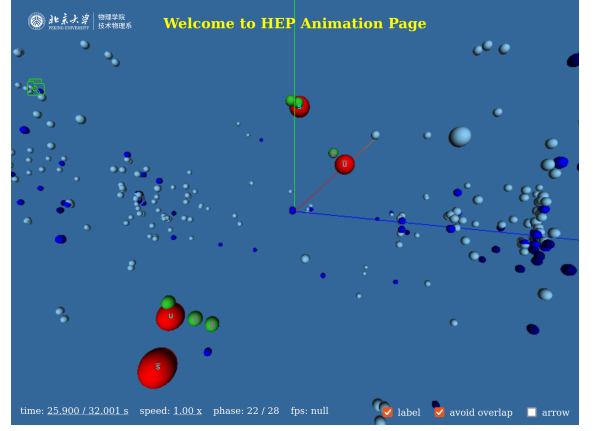 北京大学
PEKING UNIVERSITY
物理学院
技术物理系
Welcome to HEP Animation Page
s
u
s
time: 25.900 / 32.001 s speed: 1.00 x phase: 22 / 28 fps: null
label avoid overlap arrow